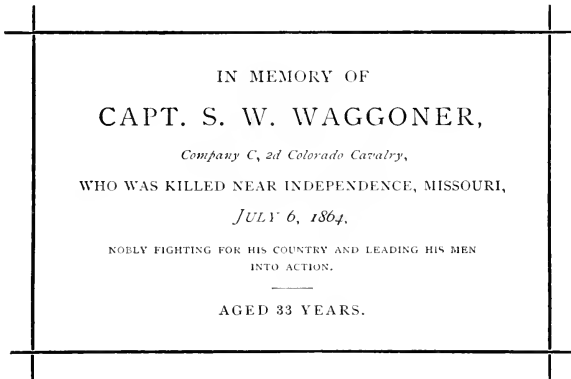 IN MEMORY OF
CAPT. S. W. WAGGONER,
Company C, 2d Colorado Cavalry,
WHO WAS KILLED NEAR INDEPENDENCE, MISSOURI,
JULY 6, 1864,
NOBLY FIGHTING FOR HIS COUNTRY AND LEADING HIS MEN
INTO ACTION.
AGED 33 YEARS.